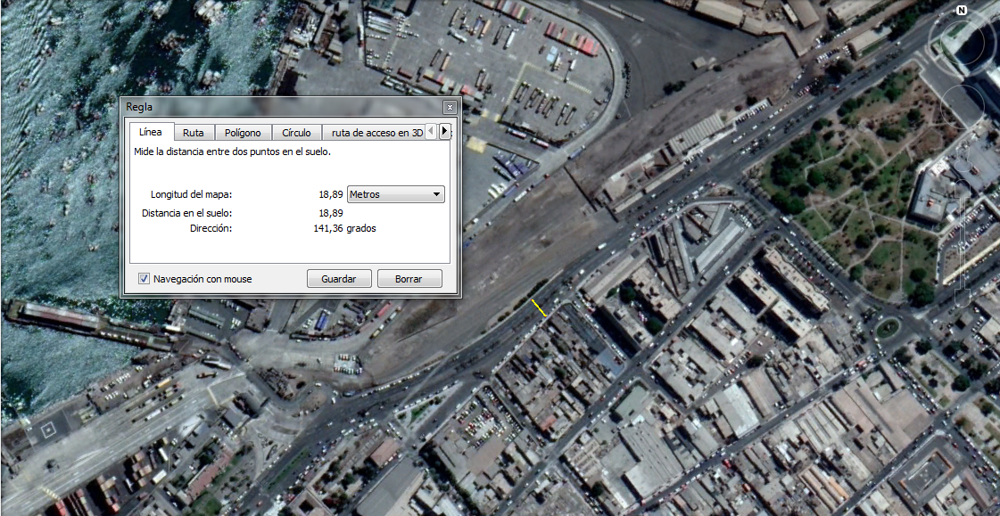 N
Regla
x
Línea Ruta Polígono Círculo ruta de acceso en 3D
Mide la distancia entre dos puntos en el suelo.
Longitud del mapa: 18,89 Metros
Distancia en el suelo: 18,89
Dirección: 141,36 grados
Navegación con mouse Guardar Borrar